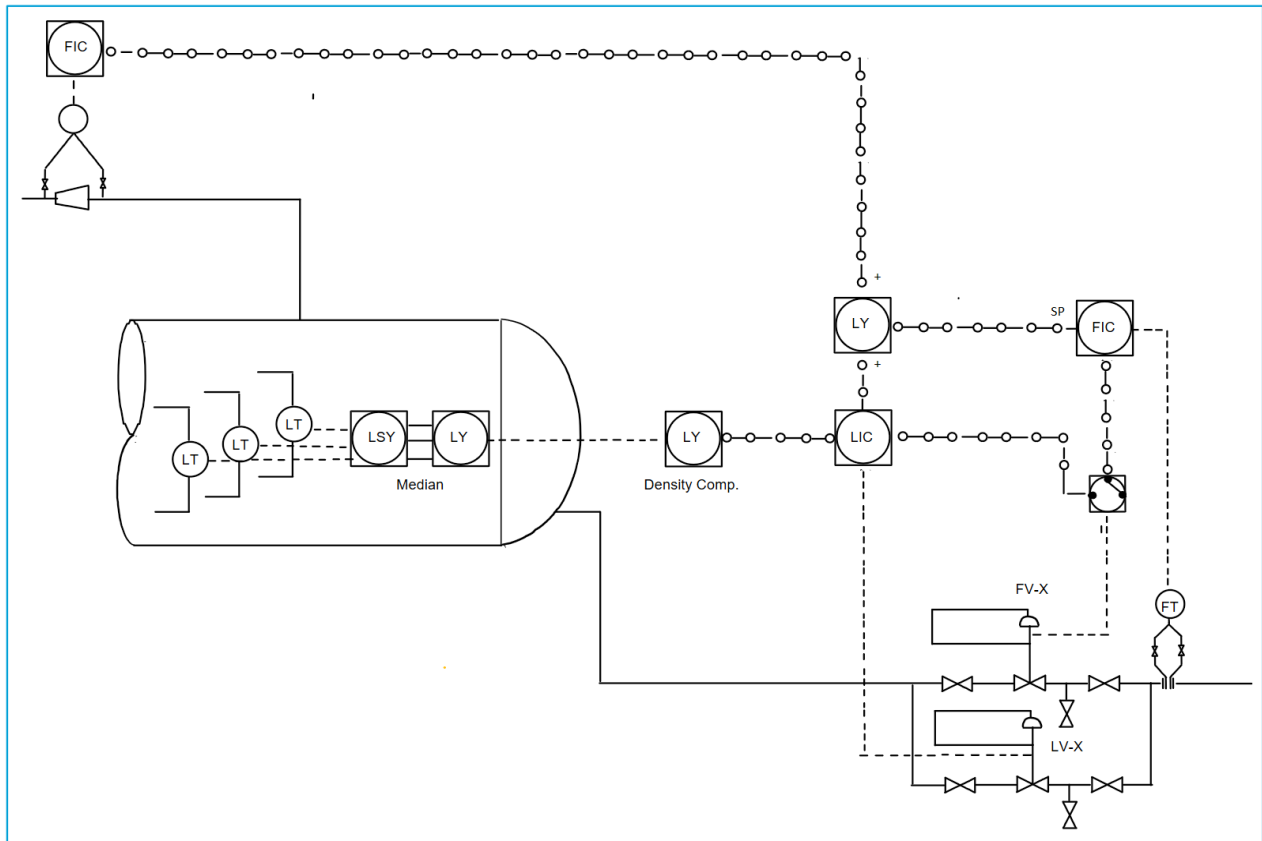 FIC
+
LY
SP
FIC
+
LT
LT
LT
LSY
LY
LY
LIC
Median
Density Comp.
FV-X
FT
LV-X